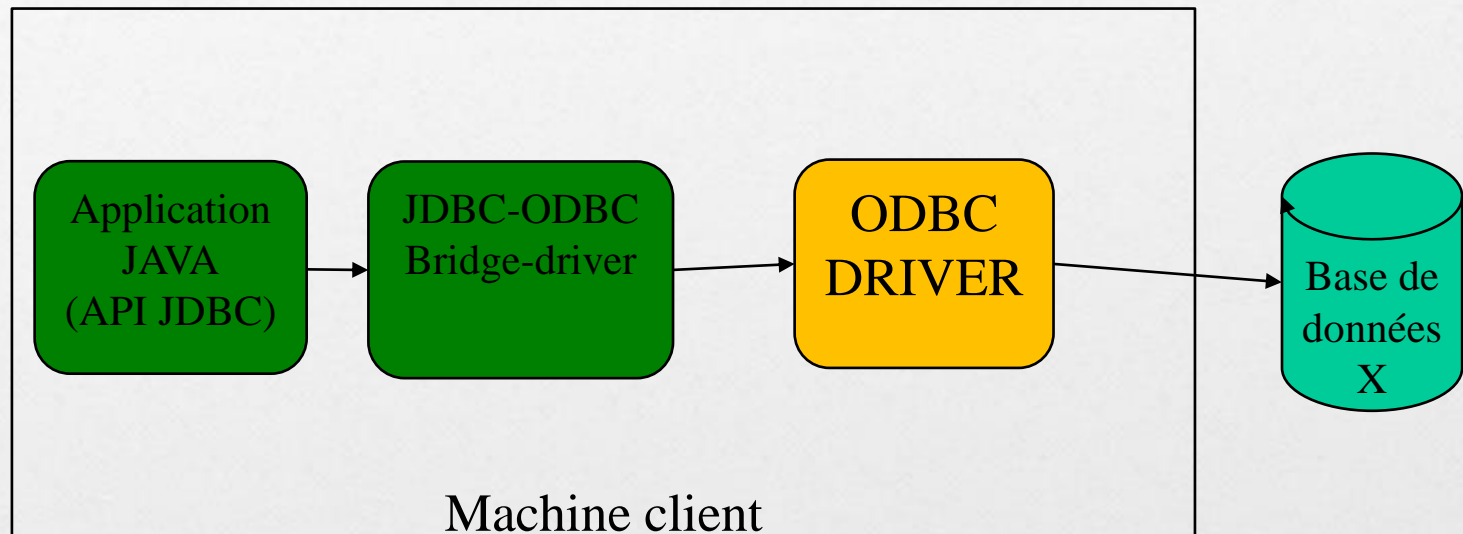 Application
JAVA
(API JDBC)
JDBC-ODBC
Bridge-driver
ODBC
DRIVER
Base de
données
X
Machine client